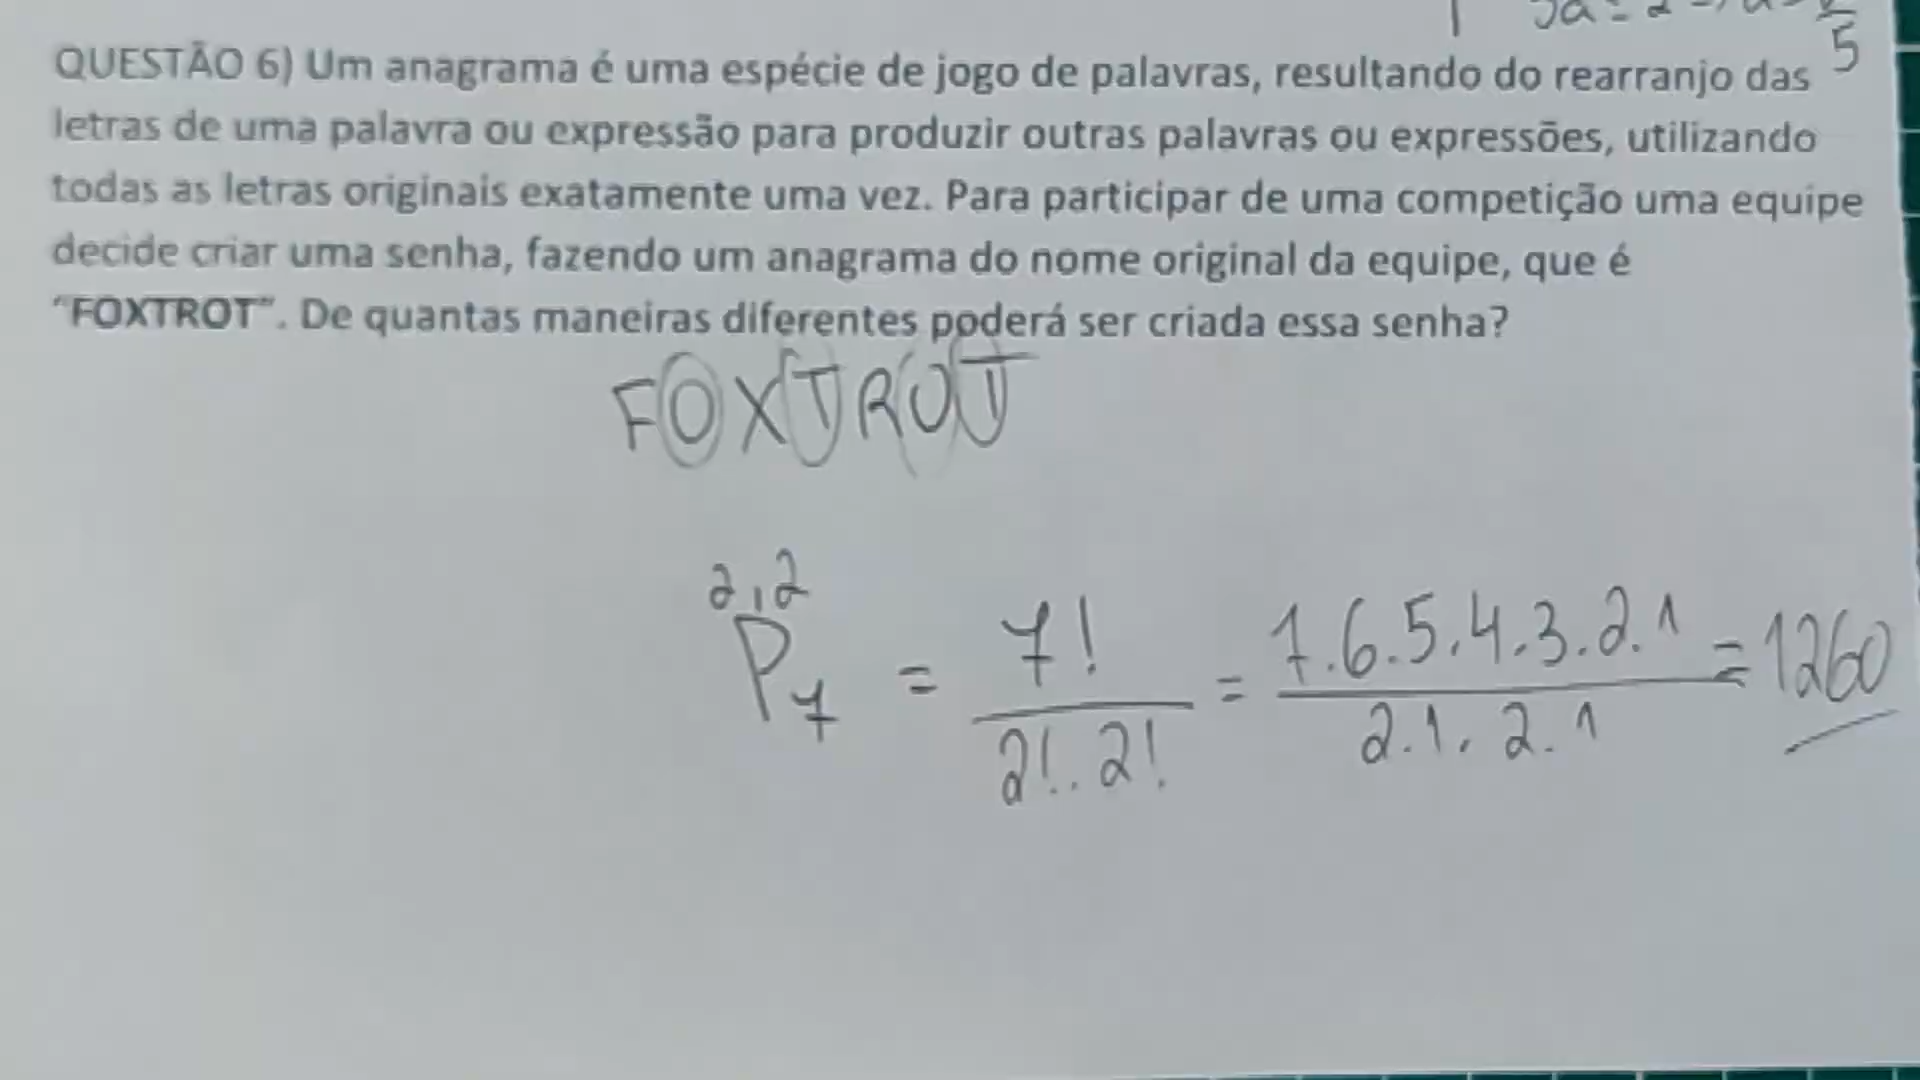 5
QUESTÃO 6) Um anagrama é uma espécie de jogo de palavras, resultando do rearranjo das
letras de uma palavra ou expressão para produzir outras palavras ou expressões, utilizando
todas as letras originais exatamente uma vez. Para participar de uma competição uma equipe
decide criar uma senha, fazendo um anagrama do nome original da equipe, que é
"FOXTROT". De quantas maneiras diferentes poderá ser criada essa senha?
FOXTROT
P₇²,² = 7! / 2!.2! = 7.6.5.4.3.2.1 / 2.1.2.1 = 1260